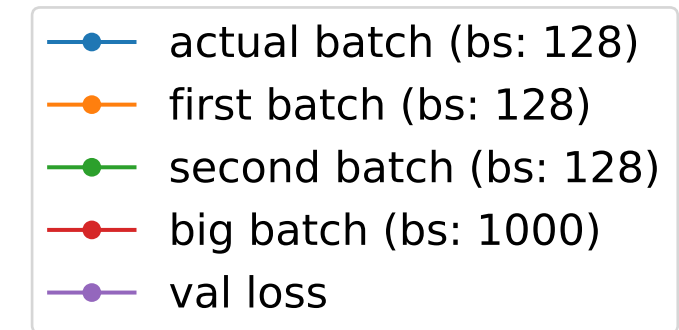 actual batch (bs: 128)
first batch (bs: 128)
second batch (bs: 128)
big batch (bs: 1000)
val loss